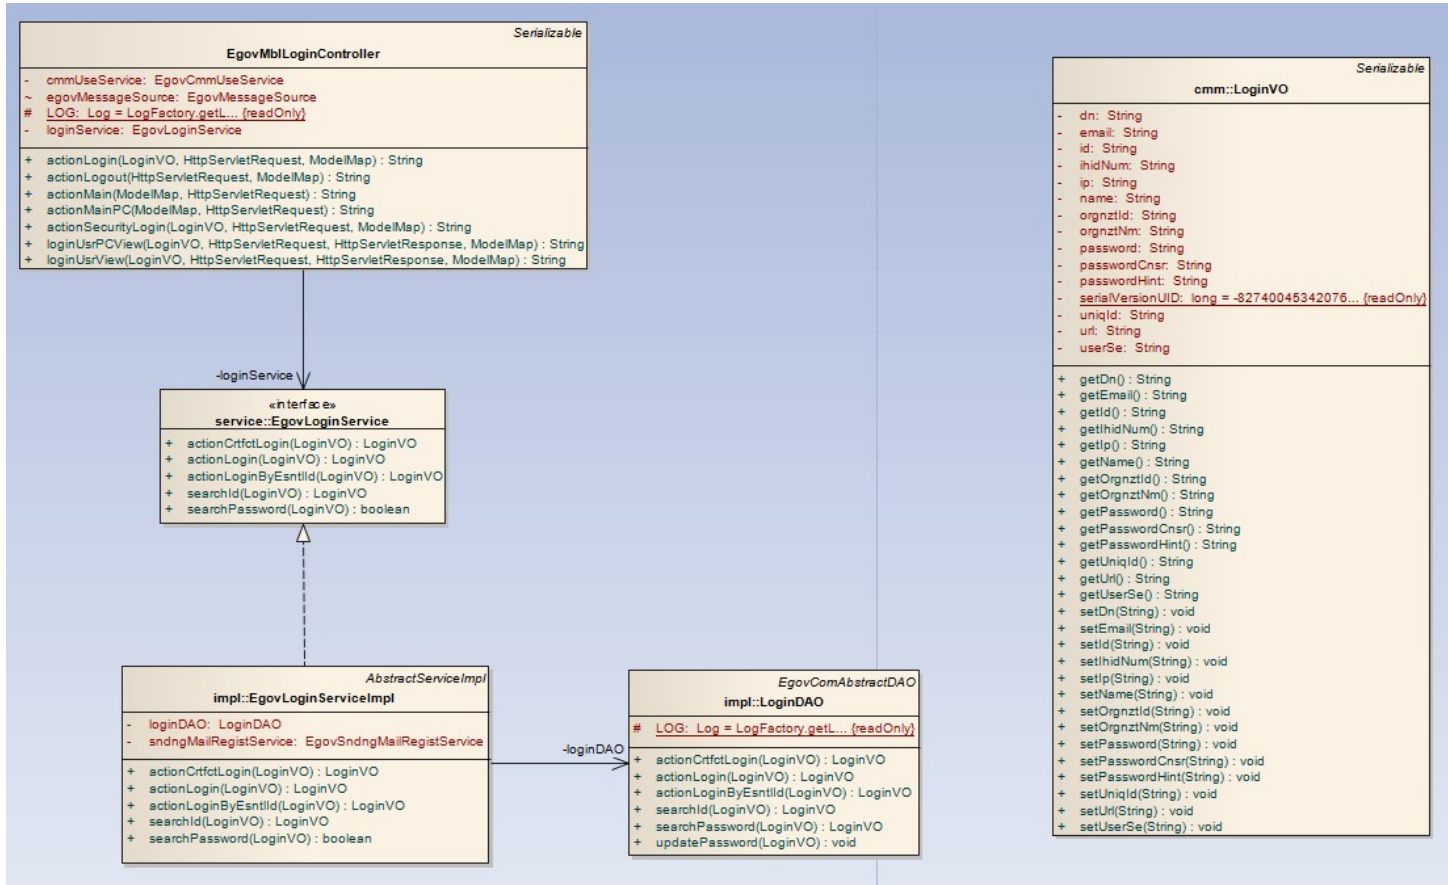 Serializable
EgovMblLoginController
- cmmUseService: EgovCmmUseService
~ egovMessageSource: EgovMessageSource
# LOG: Log = LogFactory.getL... {readOnly}
- loginService: EgovLoginService
+ actionLogin(LoginVO, HttpServletRequest, ModelMap) : String
+ actionLogout(HttpServletRequest, ModelMap) : String
+ actionMain(ModelMap, HttpServletRequest) : String
+ actionMainPC(ModelMap, HttpServletRequest) : String
+ actionSecurityLogin(LoginVO, HttpServletRequest, ModelMap) : String
+ loginUsrPCView(LoginVO, HttpServletRequest, HttpServletResponse, ModelMap) : String
+ loginUsrView(LoginVO, HttpServletRequest, HttpServletResponse, ModelMap) : String
-loginService
«interface»
service::EgovLoginService
+ actionCrtfctLogin(LoginVO) : LoginVO
+ actionLogin(LoginVO) : LoginVO
+ actionLoginByEsntlId(LoginVO) : LoginVO
+ searchId(LoginVO) : LoginVO
+ searchPassword(LoginVO) : boolean
AbstractServiceImpl
impl::EgovLoginServiceImpl
- loginDAO: LoginDAO
- sndngMailRegistService: EgovSndngMailRegistService
+ actionCrtfctLogin(LoginVO) : LoginVO
+ actionLogin(LoginVO) : LoginVO
+ actionLoginByEsntlId(LoginVO) : LoginVO
+ searchId(LoginVO) : LoginVO
+ searchPassword(LoginVO) : boolean
-loginDAO
EgovComAbstractDAO
impl::LoginDAO
# LOG: Log = LogFactory.getL... {readOnly}
+ actionCrtfctLogin(LoginVO) : LoginVO
+ actionLogin(LoginVO) : LoginVO
+ actionLoginByEsntlId(LoginVO) : LoginVO
+ searchId(LoginVO) : LoginVO
+ searchPassword(LoginVO) : LoginVO
+ updatePassword(LoginVO) : void
Serializable
cmm::LoginVO
- dn: String
- email: String
- id: String
- ihidNum: String
- ip: String
- name: String
- orgnztId: String
- orgnztNm: String
- password: String
- passwordCnsr: String
- passwordHint: String
- serialVersionUID: long = -82740045342076... {readOnly}
- uniqId: String
- url: String
- userSe: String
+ getDn() : String
+ getEmail() : String
+ getId() : String
+ getIhidNum() : String
+ getIp() : String
+ getName() : String
+ getOrgnztId() : String
+ getOrgnztNm() : String
+ getPassword() : String
+ getPasswordCnsr() : String
+ getPasswordHint() : String
+ getUniqId() : String
+ getUrl() : String
+ getUserSe() : String
+ setDn(String) : void
+ setEmail(String) : void
+ setId(String) : void
+ setIhidNum(String) : void
+ setIp(String) : void
+ setName(String) : void
+ setOrgnztId(String) : void
+ setOrgnztNm(String) : void
+ setPassword(String) : void
+ setPasswordCnsr(String) : void
+ setPasswordHint(String) : void
+ setUniqId(String) : void
+ setUrl(String) : void
+ setUserSe(String) : void